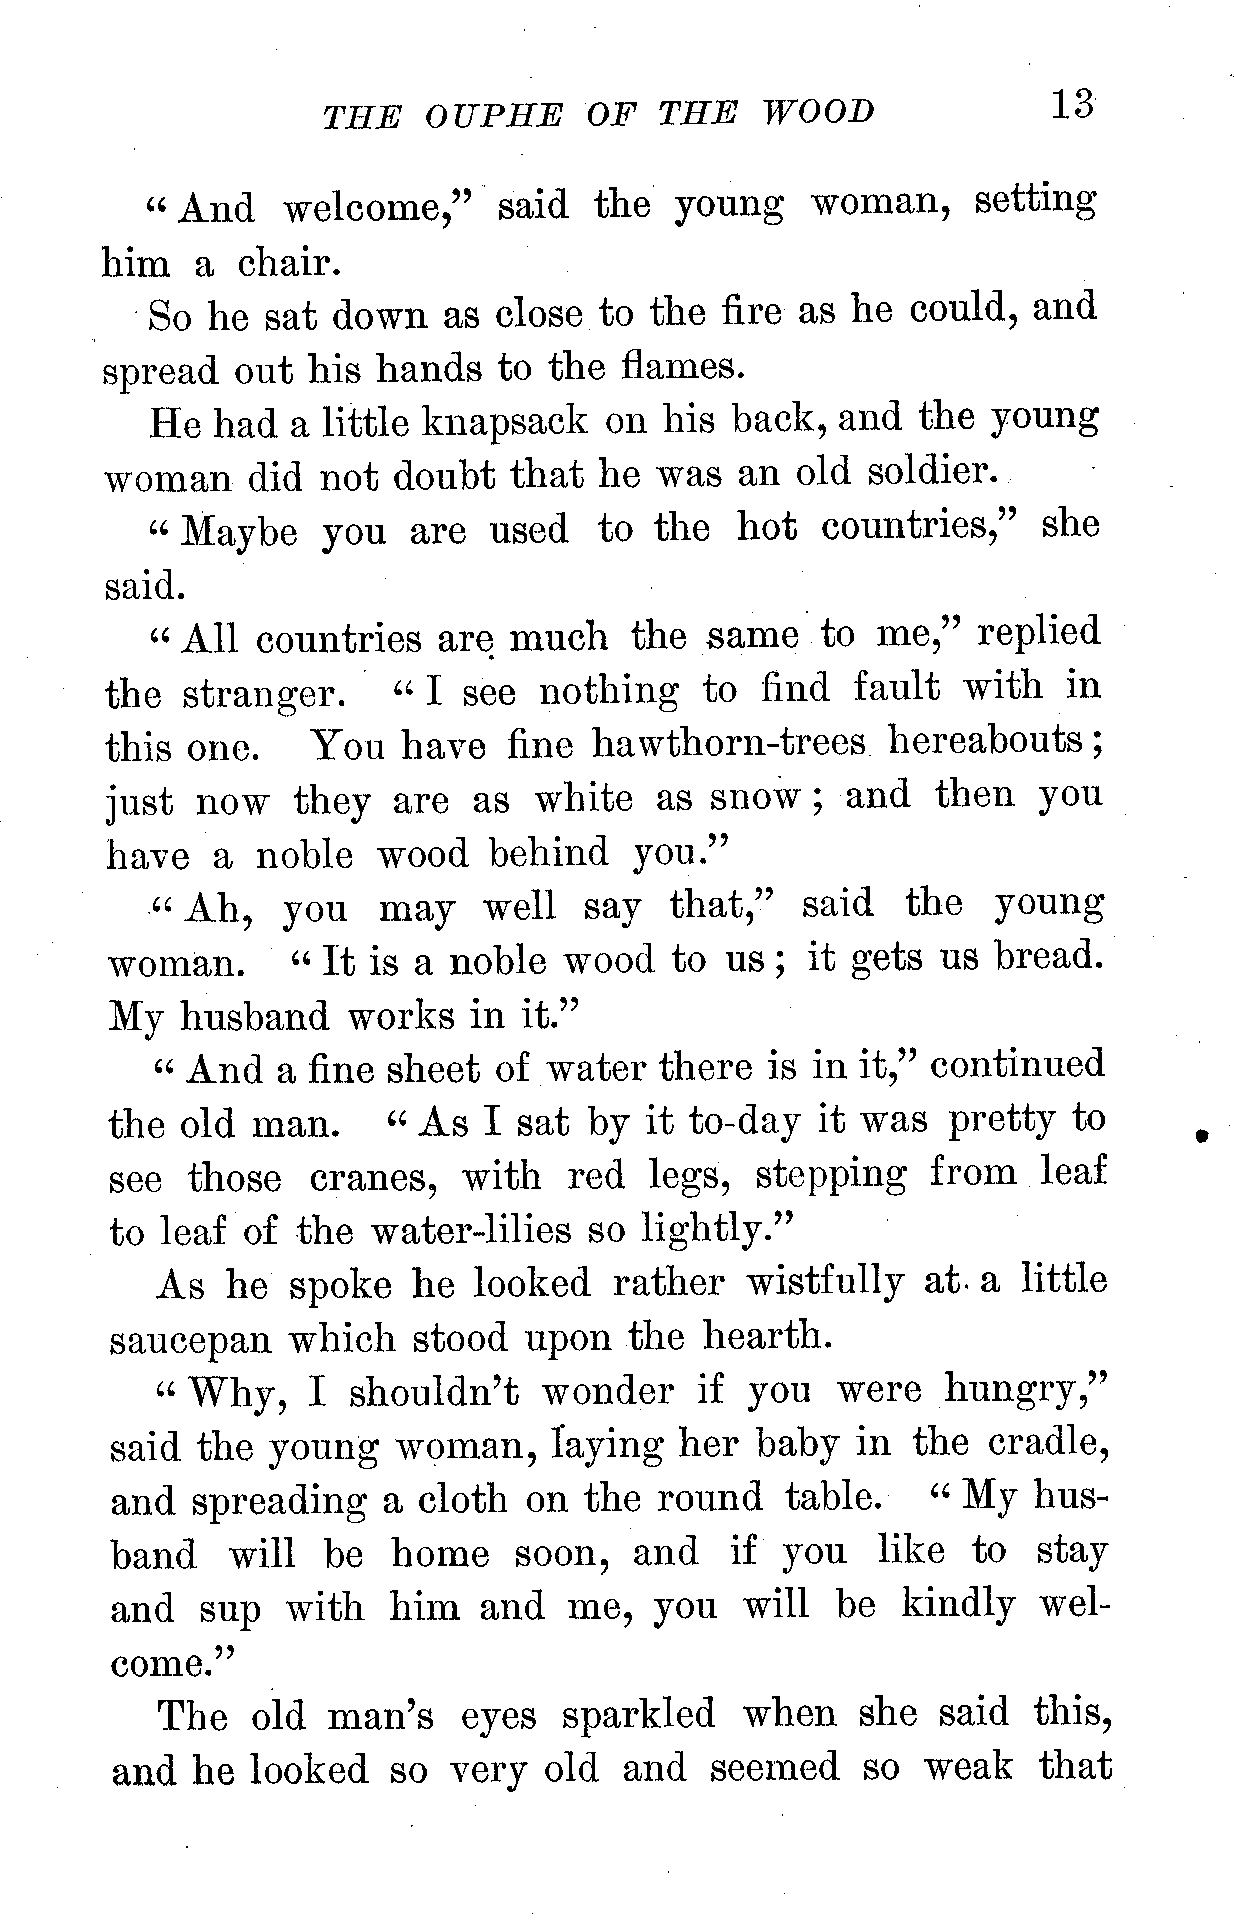 THE OUPHE OF THE WOOD 13
“ And welcome,” said the young woman, setting
him a chair.
So he sat down as close to the fire as he could, and
spread out his hands to the flames.
He had a little knapsack on his back, and the young
woman did not doubt that he was an old soldier.
“ Maybe you are used to the hot countries,” she
said.
“ All countries are much the same to me,” replied
the stranger. “ I see nothing to find fault with in
this one. You have fine hawthorn-trees hereabouts ;
just now they are as white as snow ; and then you
have a noble wood behind you.”
“ Ah, you may well say that,” said the young
woman. “ It is a noble wood to us ; it gets us bread.
My husband works in it.”
“ And a fine sheet of water there is in it,” continued
the old man. “ As I sat by it to-day it was pretty to
see those cranes, with red legs, stepping from leaf
to leaf of the water-lilies so lightly.”
As he spoke he looked rather wistfully at a little
saucepan which stood upon the hearth.
“ Why, I shouldn’t wonder if you were hungry,”
said the young woman, laying her baby in the cradle,
and spreading a cloth on the round table. “ My hus-
band will be home soon, and if you like to stay
and sup with him and me, you will be kindly wel-
come.”
The old man’s eyes sparkled when she said this,
and he looked so very old and seemed so weak that